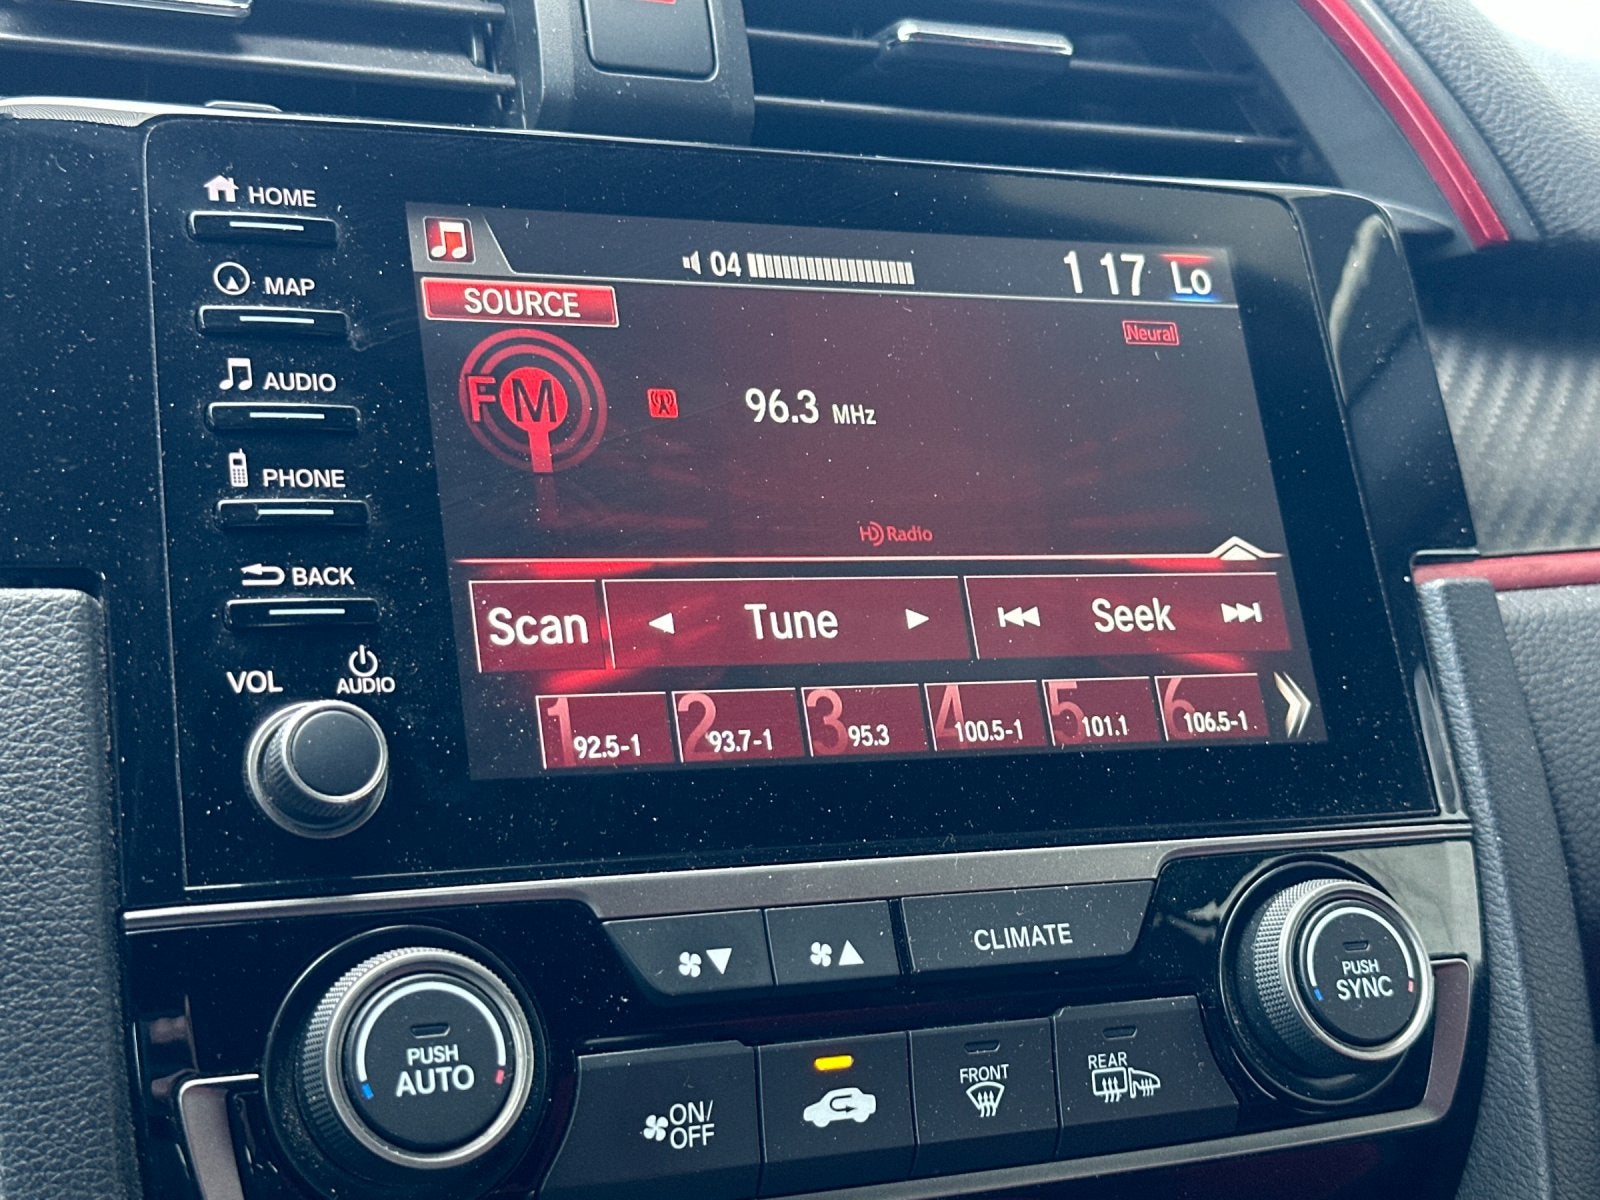 HOME
MAP
AUDIO
PHONE
BACK
VOL
AUDIO
04
1 17 Lo
SOURCE
Neural
FM
96.3 MHz
HD Radio
Scan
Tune
Seek
1 92.5-1
2 93.7-1
3 95.3
4 100.5-1
5 101.1
6 106.5-1
CLIMATE
PUSH
AUTO
PUSH
SYNC
ON/
OFF
FRONT
REAR